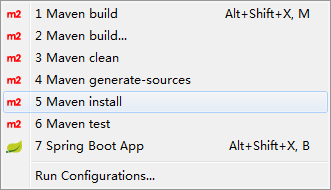 m2 1 Maven build Alt+Shift+X, M
m2 2 Maven build...
m2 3 Maven clean
m2 4 Maven generate-sources
m2 5 Maven install
m2 6 Maven test
7 Spring Boot App Alt+Shift+X, B
Run Configurations...